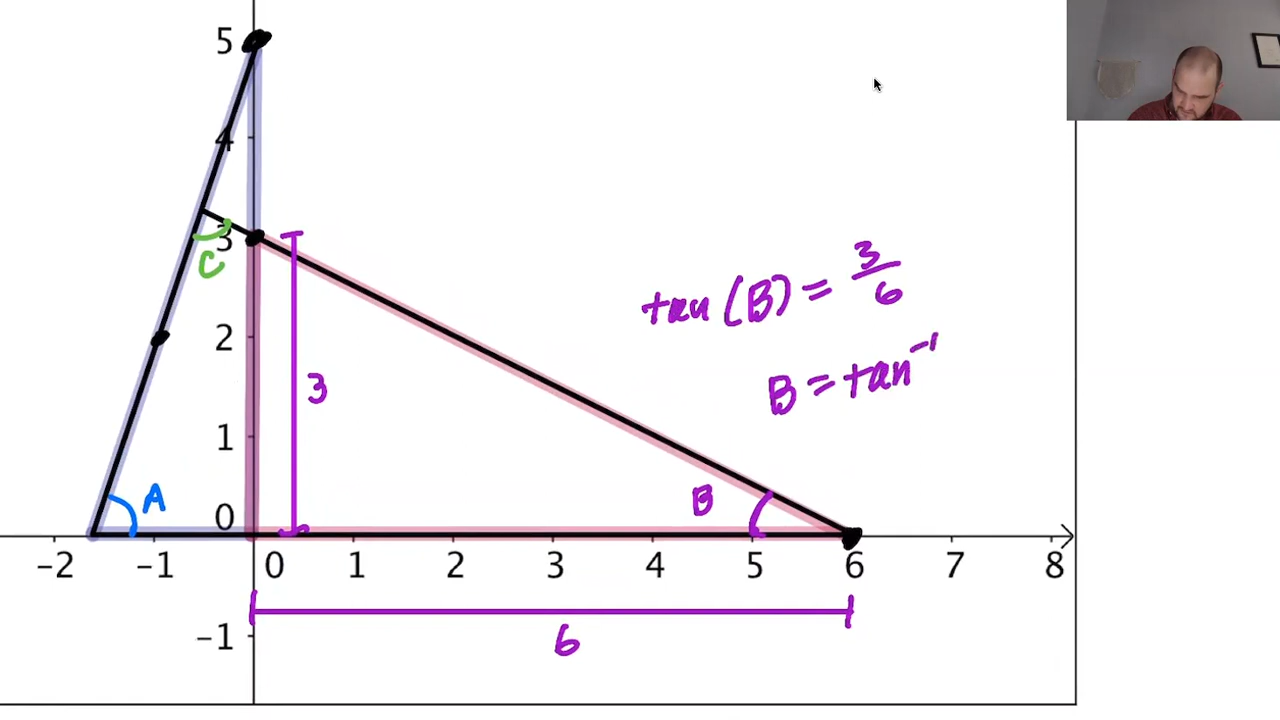 5
4
3
C
tan (B) = 3/6
2
3
B = tan⁻¹
1
A
B
0
-2 -1 0 1 2 3 4 5 6 7 8
6
-1